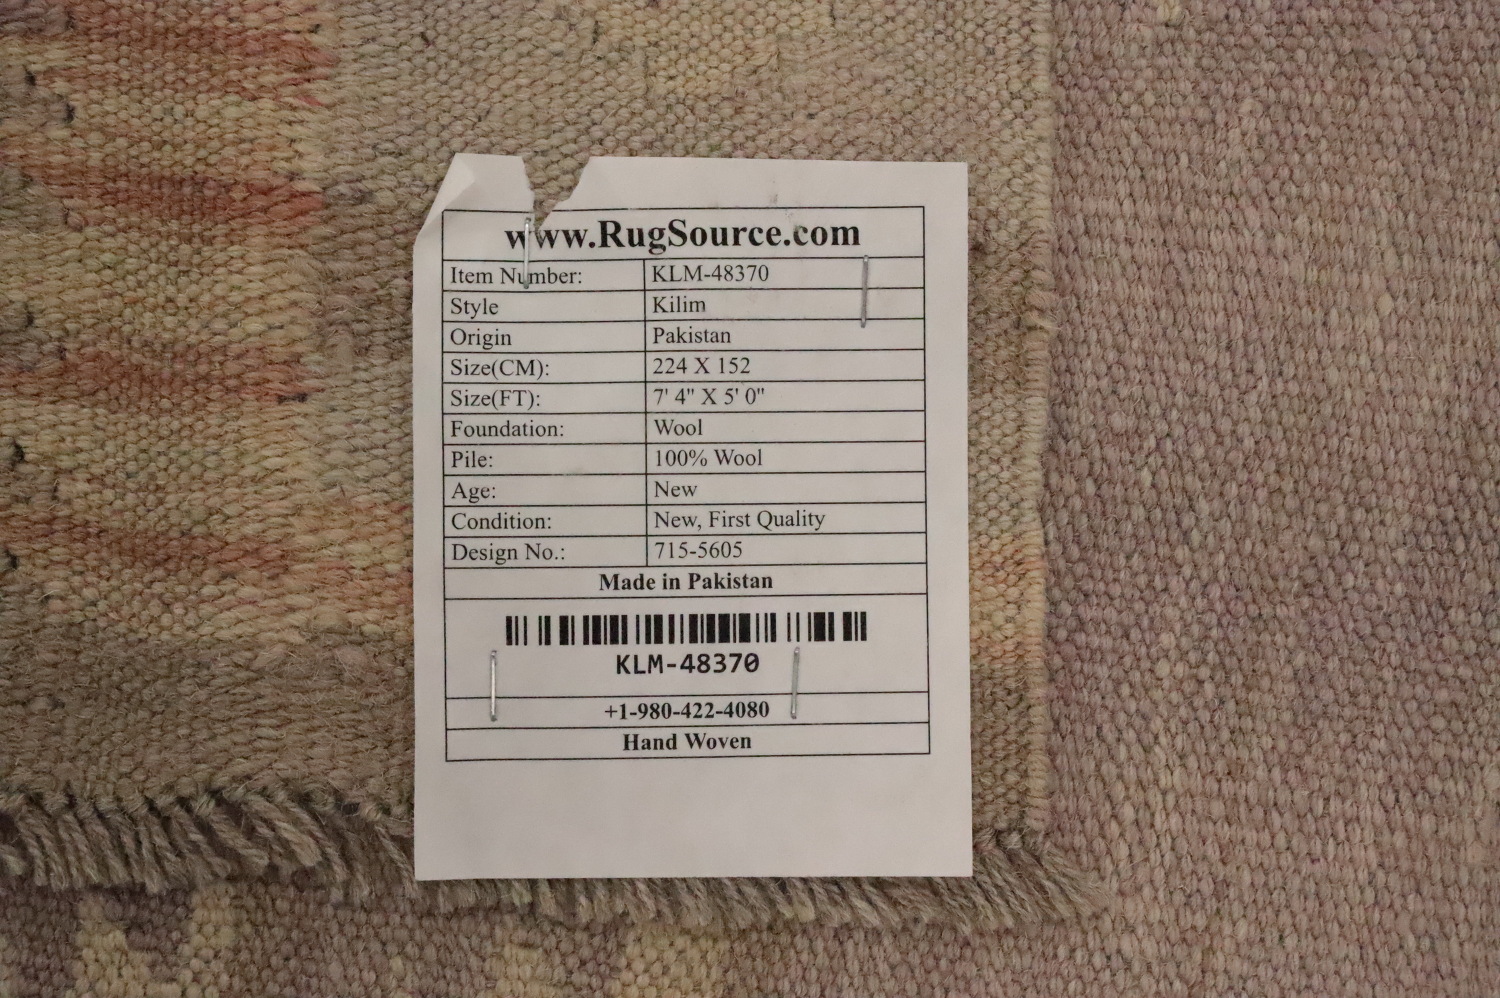 www.RugSource.com
Item Number: KLM-48370
Style Kilim
Origin Pakistan
Size(CM): 224 X 152
Size(FT): 7' 4" X 5' 0"
Foundation: Wool
Pile: 100% Wool
Age: New
Condition: New, First Quality
Design No.: 715-5605
Made in Pakistan
KLM-48370
+1-980-422-4080
Hand Woven